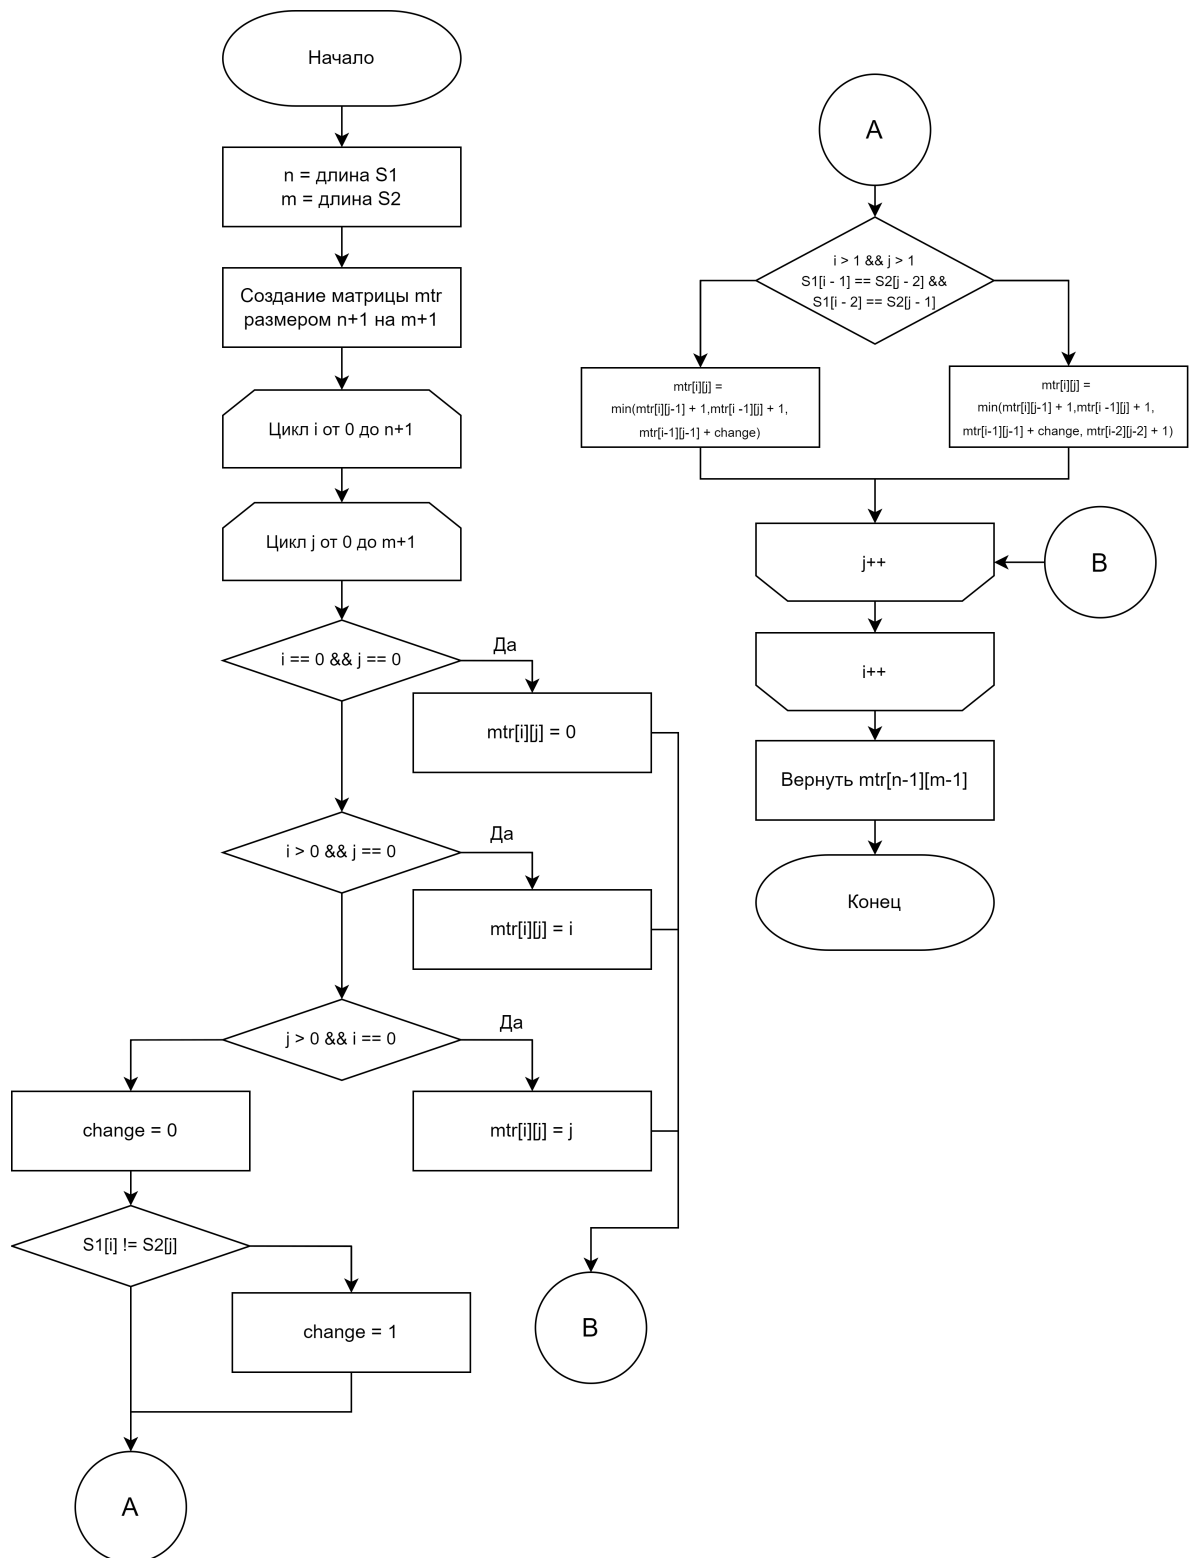 Начало
n = длина S1
m = длина S2
Создание матрицы mtr
размером n+1 на m+1
Цикл i от 0 до n+1
Цикл j от 0 до m+1
i == 0 && j == 0
Да
mtr[i][j] = 0
i > 0 && j == 0
Да
mtr[i][j] = i
j > 0 && i == 0
Да
mtr[i][j] = j
change = 0
S1[i] != S2[j]
change = 1
B
A
A
i > 1 && j > 1
S1[i - 1] == S2[j - 2] &&
S1[i - 2] == S2[j - 1]
mtr[i][j] =
min(mtr[i][j-1] + 1,mtr[i -1][j] + 1,
mtr[i-1][j-1] + change)
mtr[i][j] =
min(mtr[i][j-1] + 1,mtr[i -1][j] + 1,
mtr[i-1][j-1] + change, mtr[i-2][j-2] + 1)
j++
B
i++
Вернуть mtr[n-1][m-1]
Конец